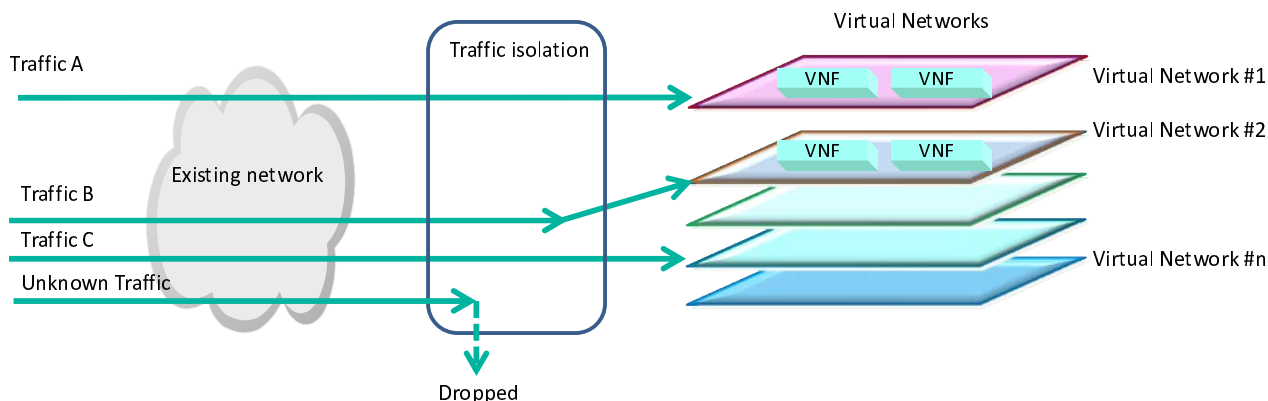 Virtual Networks
Traffic isolation
Traffic A
VNF VNF
Virtual Network #1
Virtual Network #2
VNF VNF
Existing network
Traffic B
Traffic C
Virtual Network #n
Unknown Traffic
Dropped